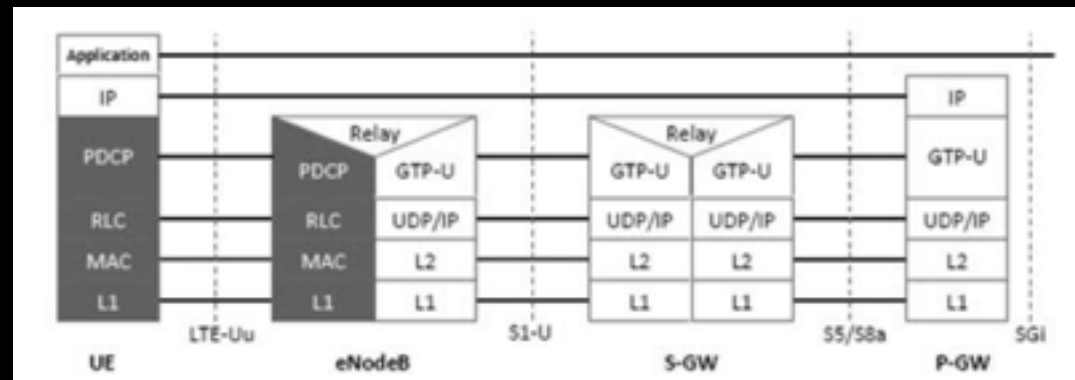 Application
IP IP
Relay Relay
PDCP PDCP GTP-U GTP-U GTP-U GTP-U
RLC RLC UDP/IP UDP/IP UDP/IP UDP/IP
MAC MAC L2 L2 L2 L2
L1 L1 L1 L1 L1 L1
LTE-Uu S1-U S5/S8a SGi
UE eNodeB S-GW P-GW